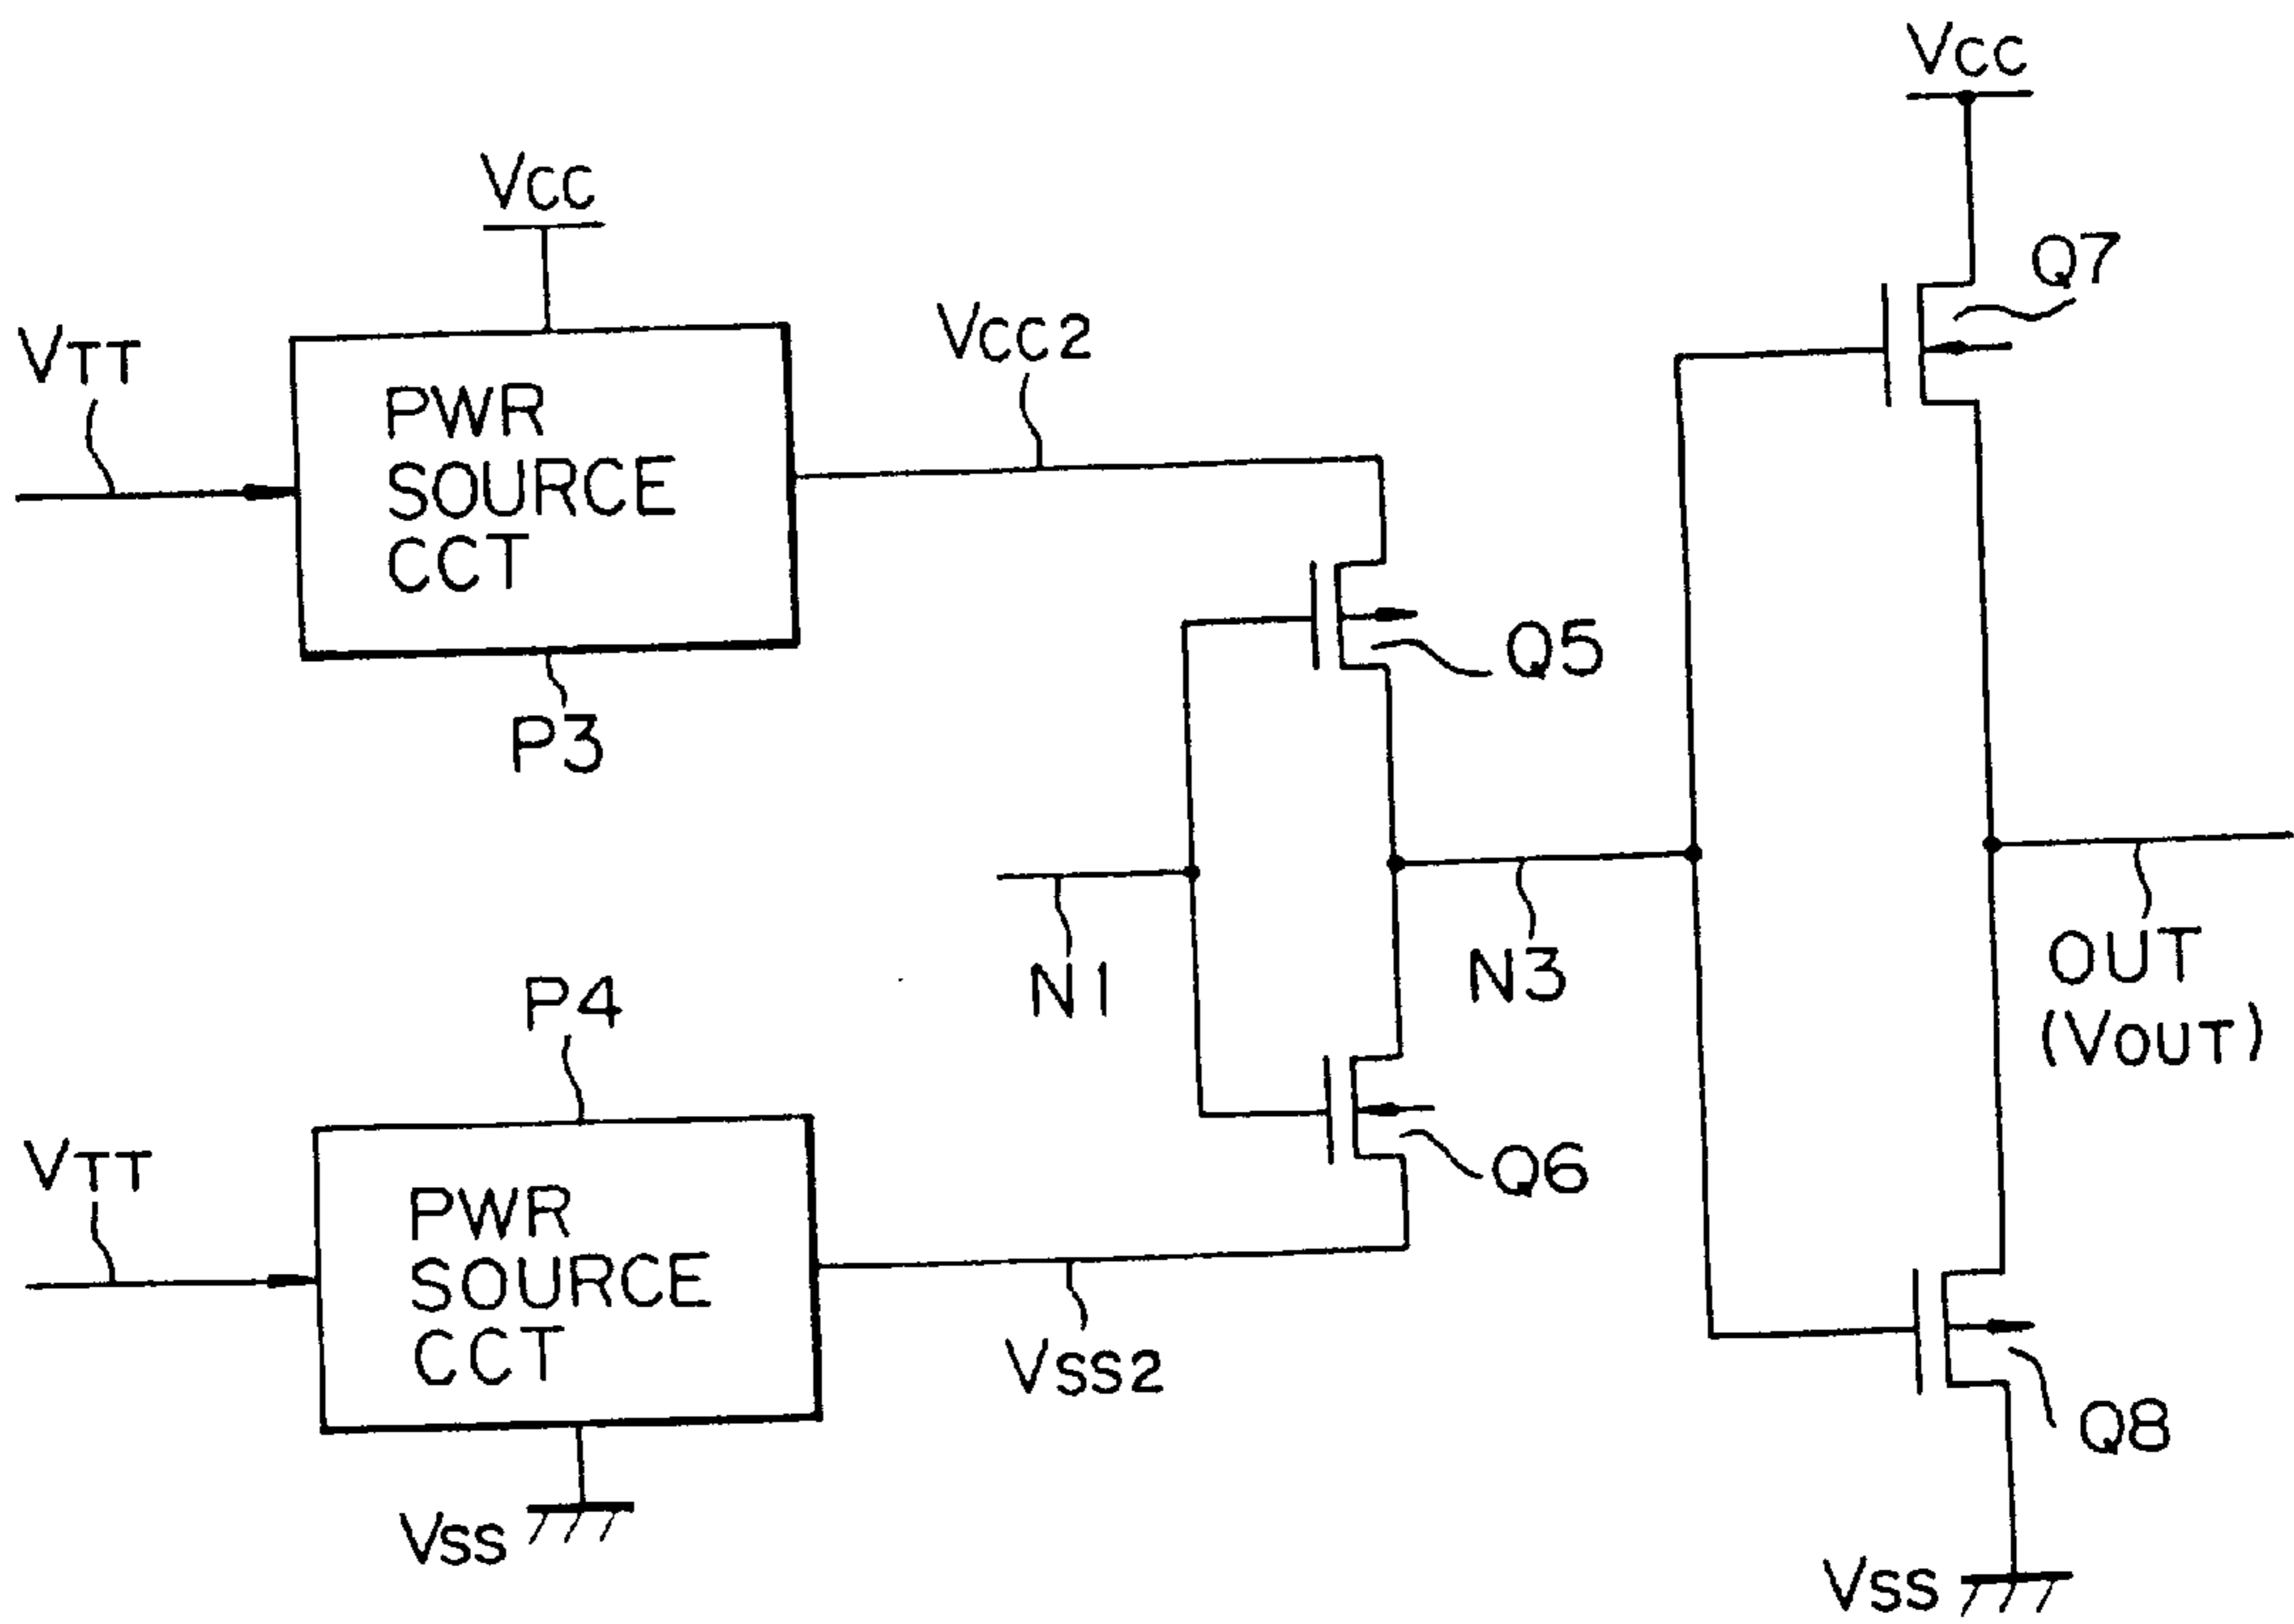 VCC
VCC
Q7
VTT
VCC2
PWR
SOURCE
CCT
Q5
P3
N1
N3
OUT
(VOUT)
P4
VTT
Q6
PWR
SOURCE
CCT
VSS2
Q8
VSS
VSS